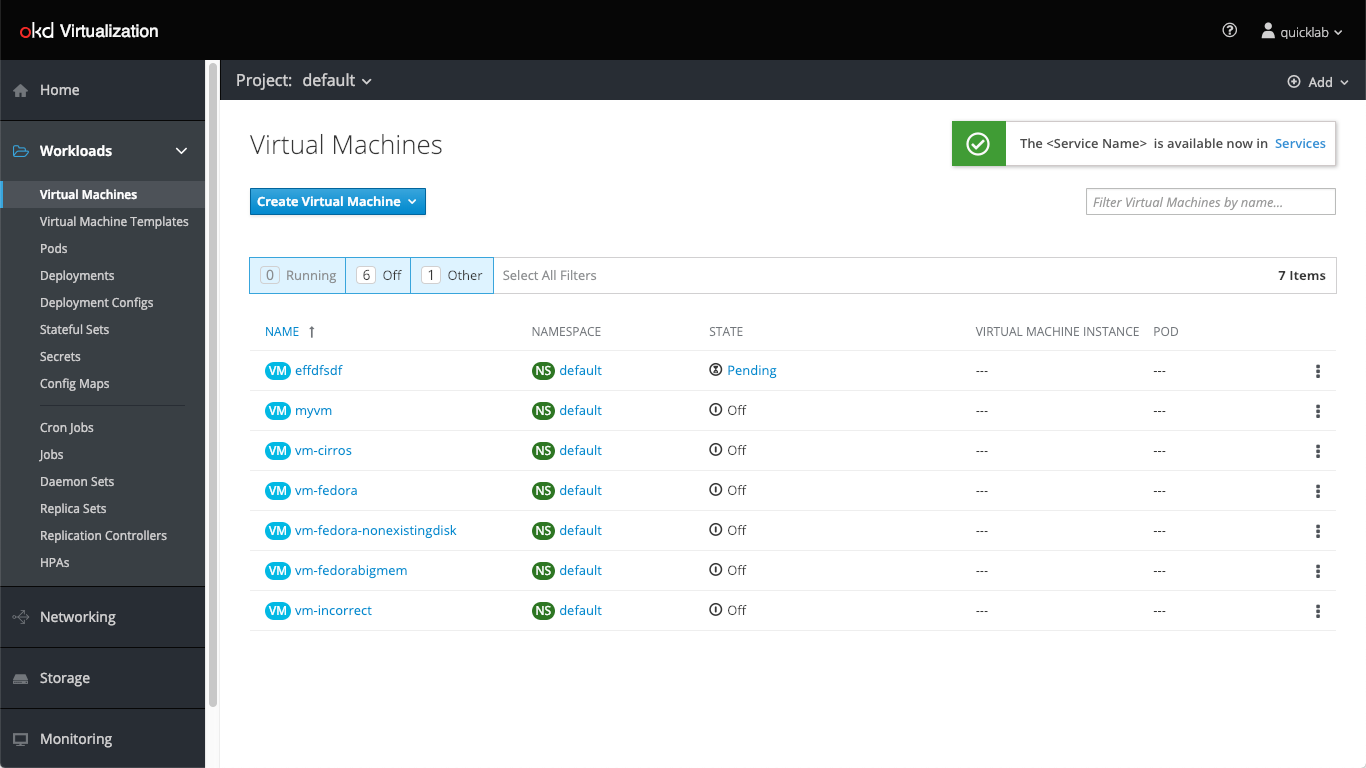 okd Virtualization
quicklab
Home
Workloads
Virtual Machines
Virtual Machine Templates
Pods
Deployments
Deployment Configs
Stateful Sets
Secrets
Config Maps
Cron Jobs
Jobs
Daemon Sets
Replica Sets
Replication Controllers
HPAs
Networking
Storage
Monitoring
Project: default
Add
Virtual Machines
The <Service Name> is available now in Services
Create Virtual Machine
Filter Virtual Machines by name...
0 Running 6 Off 1 Other Select All Filters 7 Items
NAME NAMESPACE STATE VIRTUAL MACHINE INSTANCE POD
VM effdfsdf NS default Pending --- ---
VM myvm NS default Off --- ---
VM vm-cirros NS default Off --- ---
VM vm-fedora NS default Off --- ---
VM vm-fedora-nonexistingdisk NS default Off --- ---
VM vm-fedorabigmem NS default Off --- ---
VM vm-incorrect NS default Off --- ---